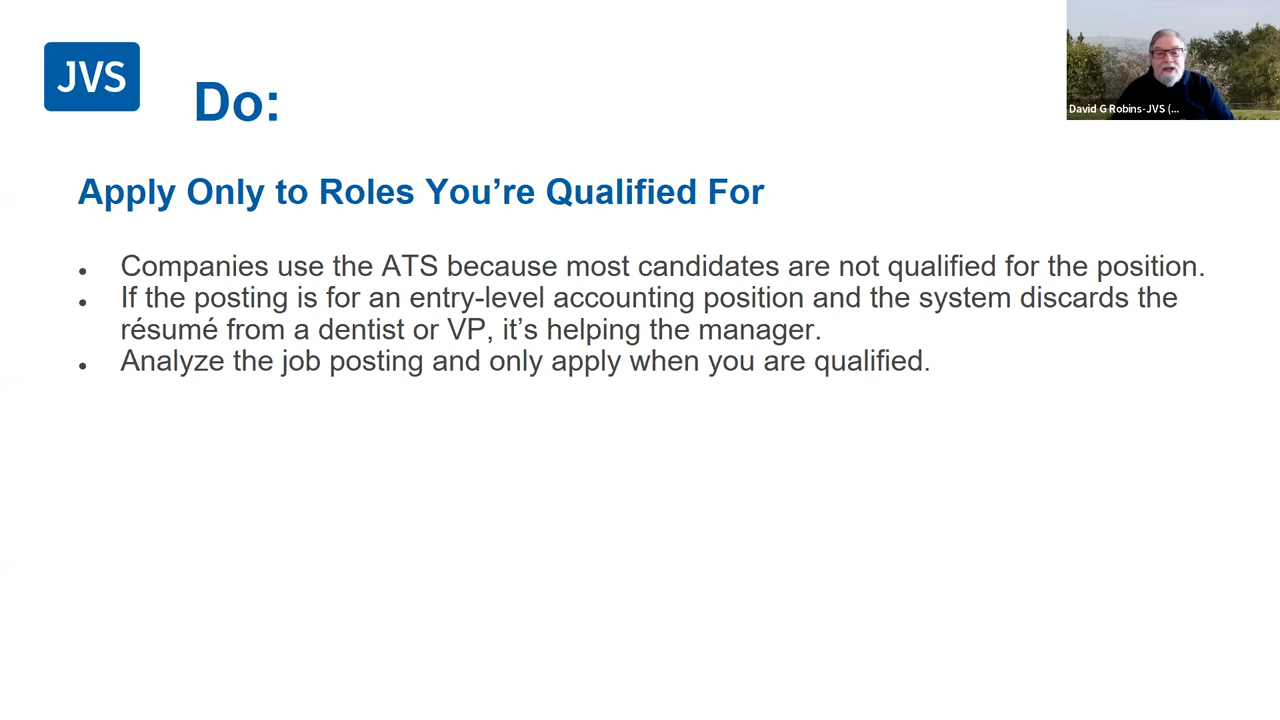 JVS
Do:
David G Robins-JVS (...
Apply Only to Roles You’re Qualified For
• Companies use the ATS because most candidates are not qualified for the position.
• If the posting is for an entry-level accounting position and the system discards the
résumé from a dentist or VP, it’s helping the manager.
• Analyze the job posting and only apply when you are qualified.